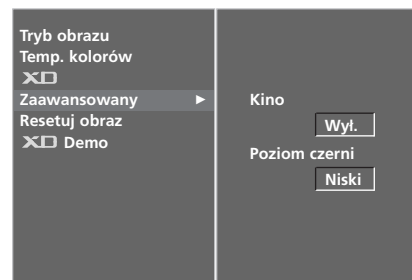 Tryb obrazu
Temp. kolorów
XD
Zaawansowany ►
Resetuj obraz
XD Demo
Kino
Wył.
Poziom czerni
Niski